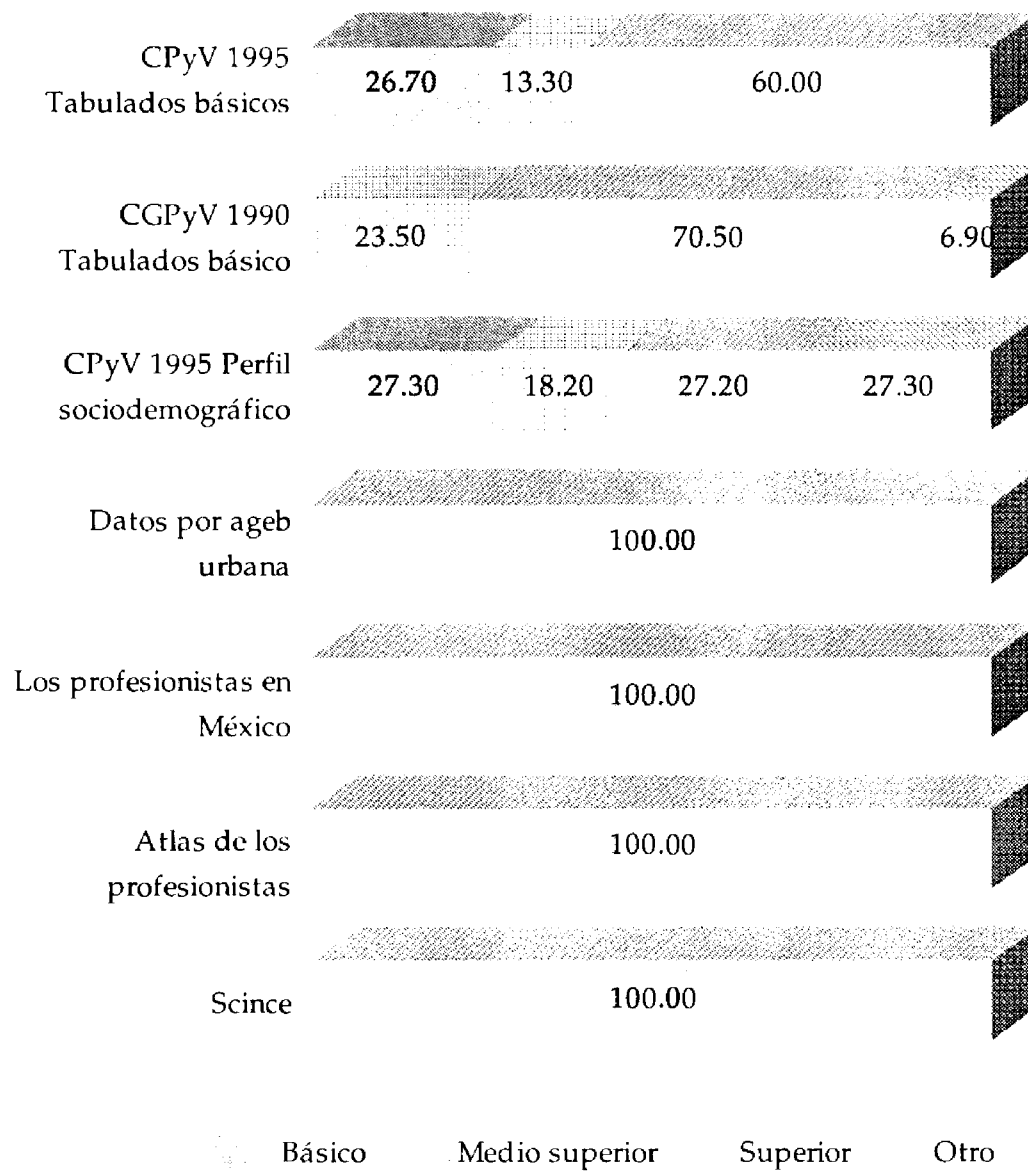 CPyV 1995
Tabulados básicos
26.70 13.30 60.00
CGPyV 1990
Tabulados básico
23.50 70.50 6.90
CPyV 1995 Perfil
sociodemográfico
27.30 18.20 27.20 27.30
Datos por ageb
urbana
100.00
Los profesionistas en
México
100.00
Atlas de los
profesionistas
100.00
Scince
100.00
Básico Medio superior Superior Otro